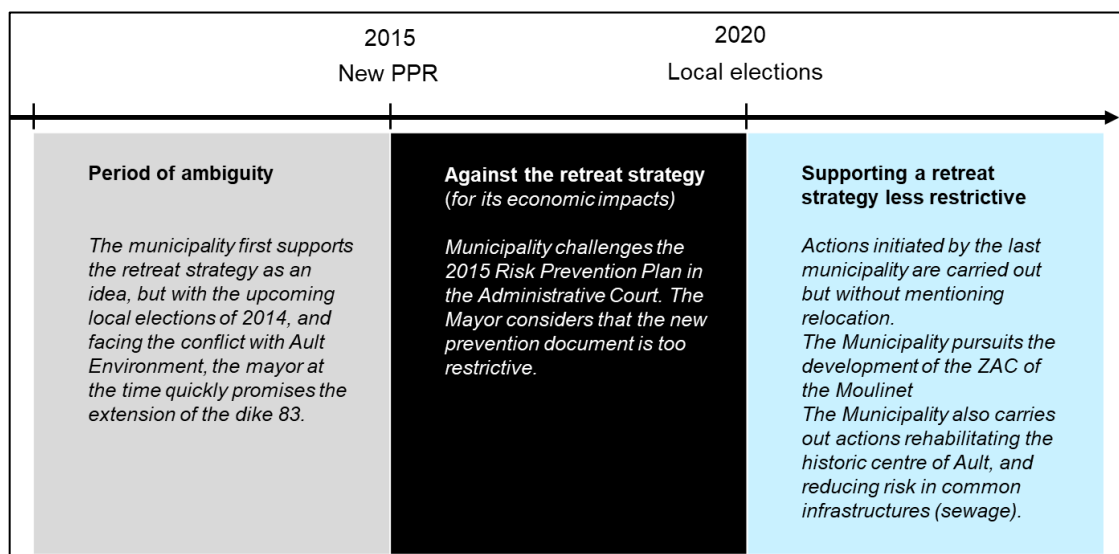 2015
New PPR
2020
Local elections
Period of ambiguity
The municipality first supports
the retreat strategy as an
idea, but with the upcoming
local elections of 2014, and
facing the conflict with Ault
Environment, the mayor at
the time quickly promises the
extension of the dike 83.
Against the retreat strategy
(for its economic impacts)
Municipality challenges the
2015 Risk Prevention Plan in
the Administrative Court. The
Mayor considers that the new
prevention document is too
restrictive.
Supporting a retreat
strategy less restrictive
Actions initiated by the last
municipality are carried out
but without mentioning
relocation.
The Municipality pursuits the
development of the ZAC of
the Moulinet
The Municipality also carries
out actions rehabilitating the
historic centre of Ault, and
reducing risk in common
infrastructures (sewage).